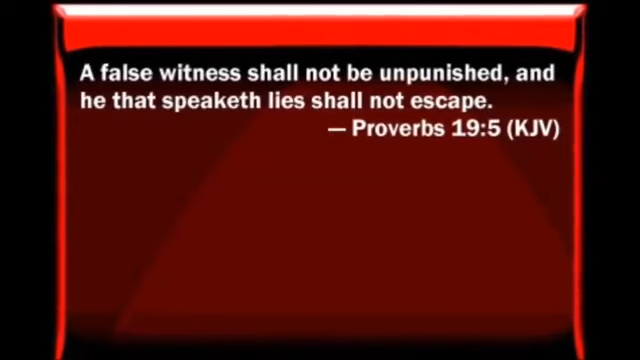 A false witness shall not be unpunished, and
he that speaketh lies shall not escape.
— Proverbs 19:5 (KJV)